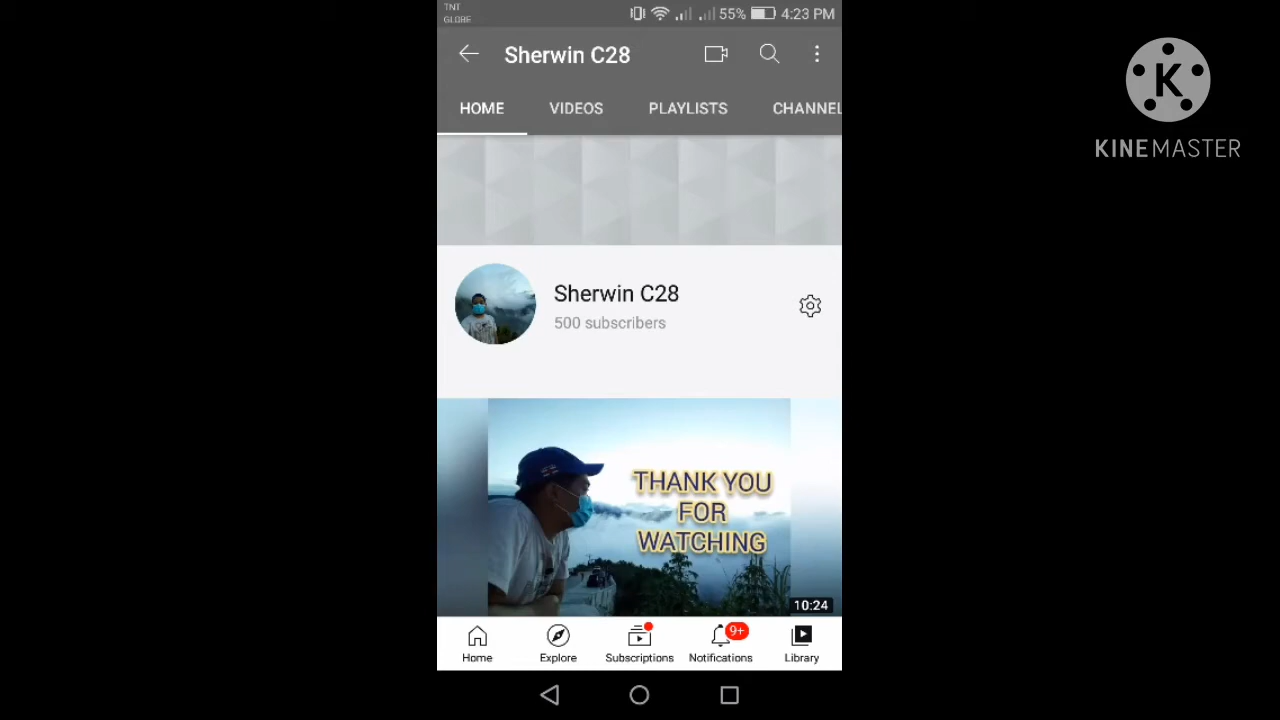 TNT
GLOBE
55%
4:23 PM
Sherwin C28
HOME
VIDEOS
PLAYLISTS
CHANNEL
K
KINEMASTER
Sherwin C28
500 subscribers
THANK YOU
FOR
WATCHING
10:24
9+
Home
Explore
Subscriptions
Notifications
Library